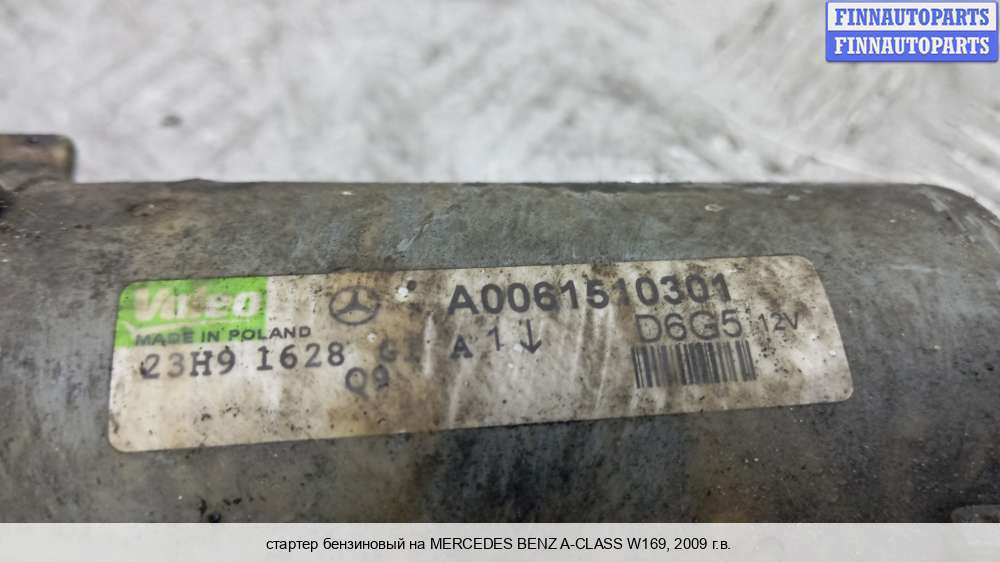 FINNAUTOPARTS
FINNAUTOPARTS
Valeo
A0061510301
MADE IN POLAND
D6G5 12V
23H9 1628 A 1
Q9
стартер бензиновый на MERCEDES BENZ A-CLASS W169, 2009 г.в.